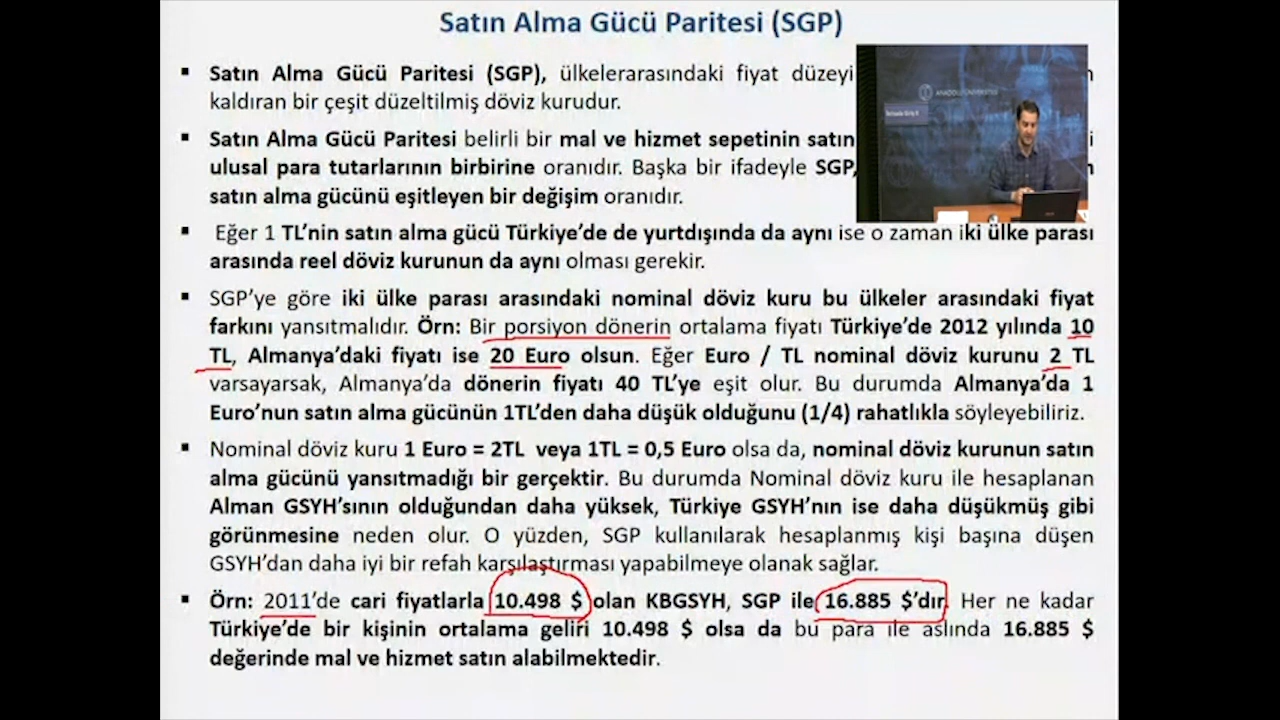 Satın Alma Gücü Paritesi (SGP)
▪ Satın Alma Gücü Paritesi (SGP), ülkelerarasındaki fiyat düzeyi
kaldıran bir çeşit düzeltilmiş döviz kurudur.
▪ Satın Alma Gücü Paritesi belirli bir mal ve hizmet sepetinin satın
ulusal para tutarlarının birbirine oranıdır. Başka bir ifadeyle SGP,
satın alma gücünü eşitleyen bir değişim oranıdır.
ANADOLU ÜNİVERSİTESİ
▪ Eğer 1 TL'nin satın alma gücü Türkiye'de de yurtdışında da aynı ise o zaman iki ülke parası
arasında reel döviz kurunun da aynı olması gerekir.
▪ SGP'ye göre iki ülke parası arasındaki nominal döviz kuru bu ülkeler arasındaki fiyat
farkını yansıtmalıdır. Örn: Bir porsiyon dönerin ortalama fiyatı Türkiye'de 2012 yılında 10
TL, Almanya'daki fiyatı ise 20 Euro olsun. Eğer Euro / TL nominal döviz kurunu 2 TL
varsayarsak, Almanya'da dönerin fiyatı 40 TL'ye eşit olur. Bu durumda Almanya'da 1
Euro'nun satın alma gücünün 1TL'den daha düşük olduğunu (1/4) rahatlıkla söyleyebiliriz.
▪ Nominal döviz kuru 1 Euro = 2TL veya 1TL = 0,5 Euro olsa da, nominal döviz kurunun satın
alma gücünü yansıtmadığı bir gerçektir. Bu durumda Nominal döviz kuru ile hesaplanan
Alman GSYH'sının olduğundan daha yüksek, Türkiye GSYH'nın ise daha düşükmüş gibi
görünmesine neden olur. O yüzden, SGP kullanılarak hesaplanmış kişi başına düşen
GSYH'dan daha iyi bir refah karşılaştırması yapabilmeye olanak sağlar.
▪ Örn: 2011'de cari fiyatlarla 10.498 $ olan KBGSYH, SGP ile 16.885 $'dır. Her ne kadar
Türkiye'de bir kişinin ortalama geliri 10.498 $ olsa da bu para ile aslında 16.885 $
değerinde mal ve hizmet satın alabilmektedir.